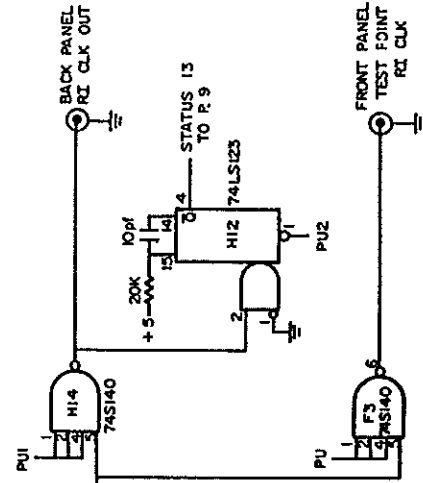 BACK PANEL
RI CLK OUT
STATUS 13
TO P. 9
10pf
20K
+5
15
14
4
Q
H12
74LS123
2
1
1
PU2
H14
74S140
PU1
1
2
4
5
FRONT PANEL
TEST POINT
RI CLK
6
F3
74S140
PU
1
2
4
5